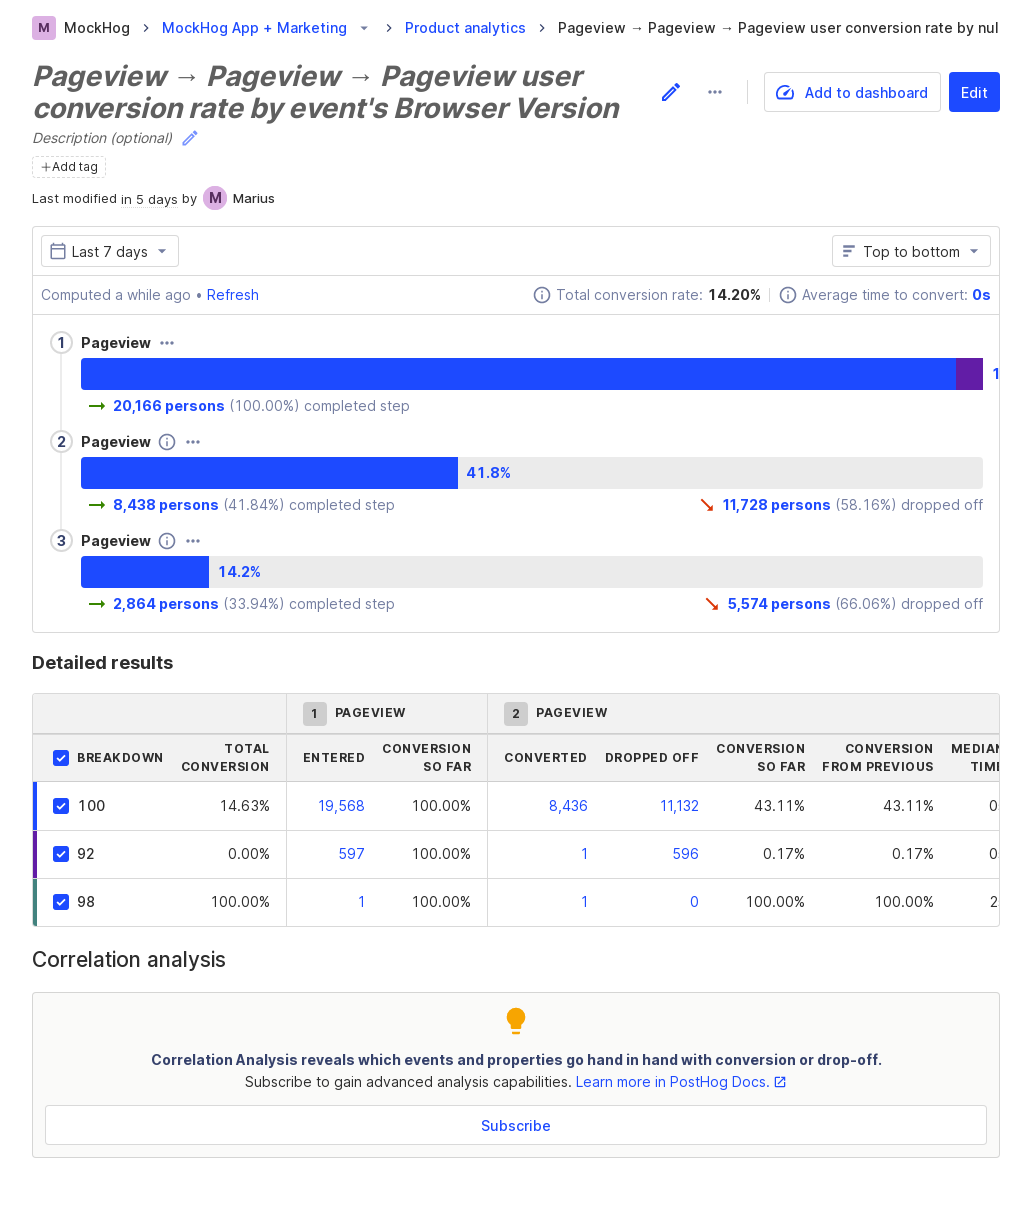 M MockHog MockHog App + Marketing Product analytics Pageview → Pageview → Pageview user conversion rate by nul
Pageview → Pageview → Pageview user
conversion rate by event's Browser Version
Add to dashboard
Edit
Description (optional)
+Add tag
Last modified in 5 days by M Marius
Last 7 days
Top to bottom
Computed a while ago • Refresh
Total conversion rate: 14.20%
Average time to convert: 0s
1 Pageview
1
→ 20,166 persons (100.00%) completed step
2 Pageview
41.8%
→ 8,438 persons (41.84%) completed step
11,728 persons (58.16%) dropped off
3 Pageview
14.2%
→ 2,864 persons (33.94%) completed step
5,574 persons (66.06%) dropped off
Detailed results
1 PAGEVIEW
2 PAGEVIEW
BREAKDOWN
TOTAL
CONVERSION
ENTERED
CONVERSION
SO FAR
CONVERTED
DROPPED OFF
CONVERSION
SO FAR
CONVERSION
FROM PREVIOUS
MEDIAN
TIME
100 14.63% 19,568 100.00% 8,436 11,132 43.11% 43.11% 0
92 0.00% 597 100.00% 1 596 0.17% 0.17% 0
98 100.00% 1 100.00% 1 0 100.00% 100.00% 2
Correlation analysis
Correlation Analysis reveals which events and properties go hand in hand with conversion or drop-off.
Subscribe to gain advanced analysis capabilities. Learn more in PostHog Docs.
Subscribe